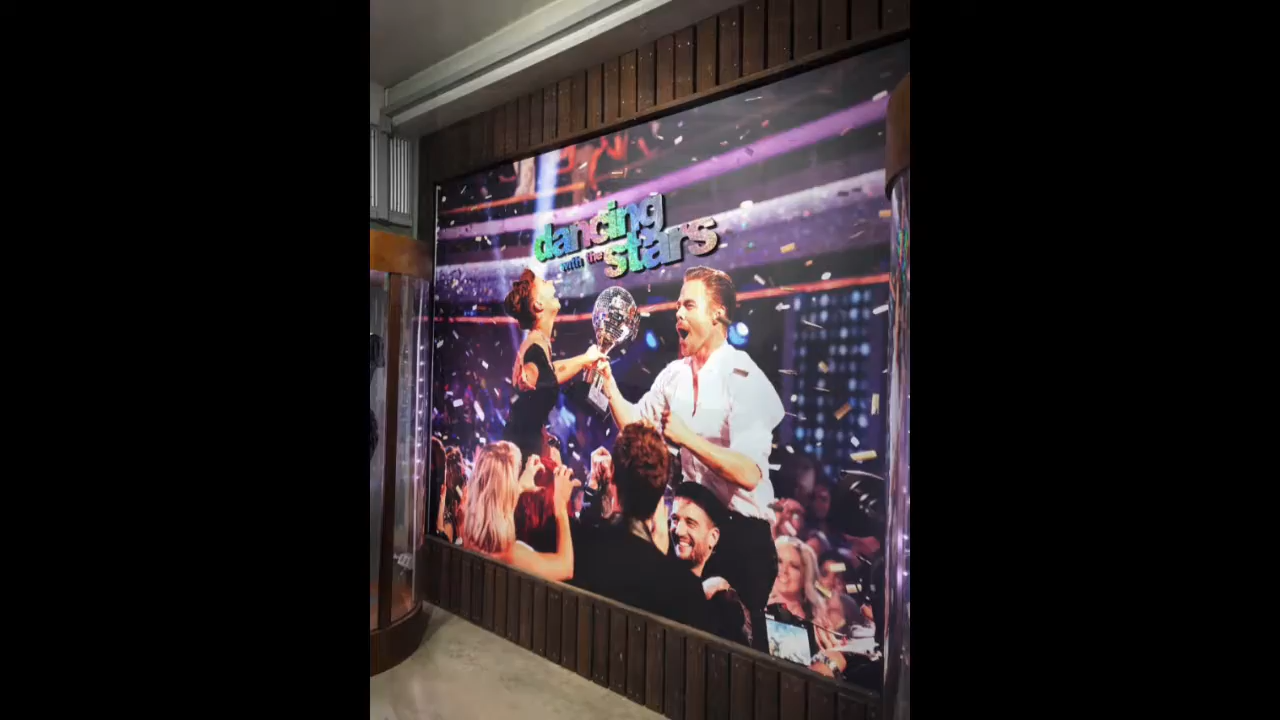 dancing
with the
stars